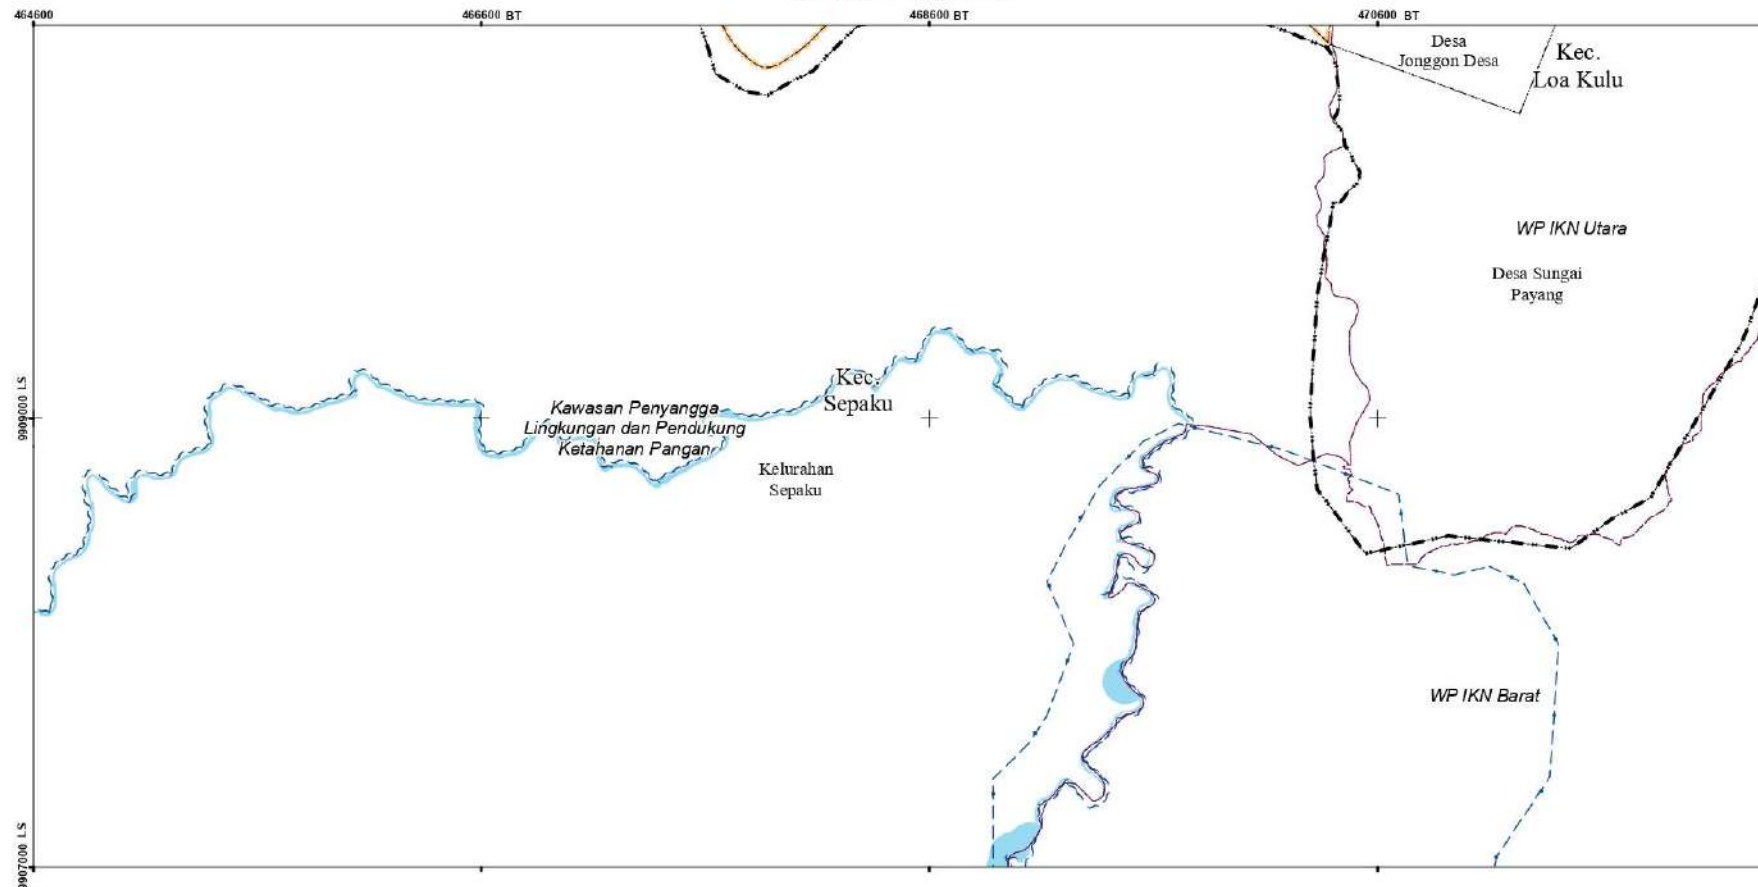 464600
466600 BT
468600 BT
470600 BT
Desa
Jonggon Desa
Kec.
Loa Kulu
WP IKN Utara
Desa Sungai
Payang
9909000 LS
Kec.
Sepaku
Kawasan Penyangga
Lingkungan dan Pendukung
Ketahanan Pangan
Kelurahan
Sepaku
WP IKN Barat
9907000 LS